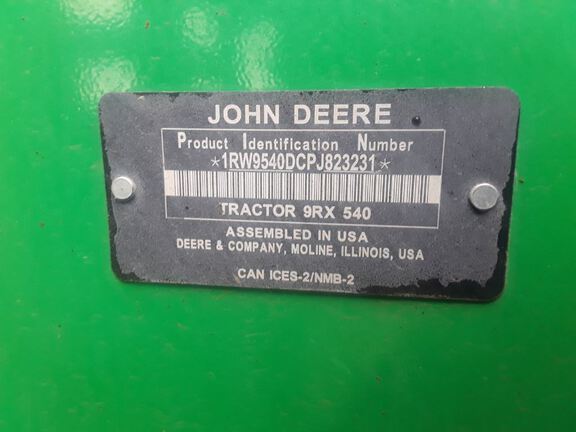 JOHN DEERE
Product Identification Number
*1RW9540DCPJ823231*
TRACTOR 9RX 540
ASSEMBLED IN USA
DEERE & COMPANY, MOLINE, ILLINOIS, USA
CAN ICES-2/NMB-2